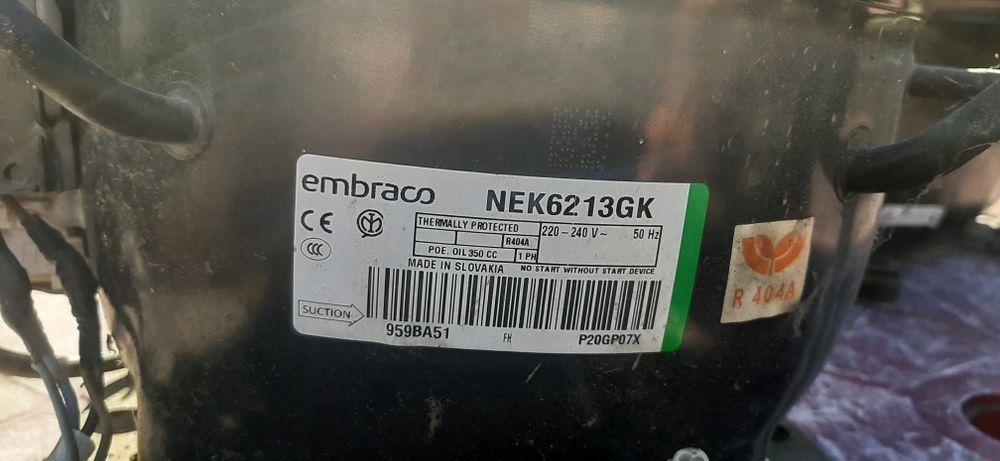 embraco
NEK6213GK
CE
CCC
THERMALLY PROTECTED
R404A
POE. OIL 350 CC
1 PH
220-240 V~ 50 Hz
MADE IN SLOVAKIA
NO START WITHOUT START DEVICE
SUCTION
959BA51
FH
P20GP07X
R 404A